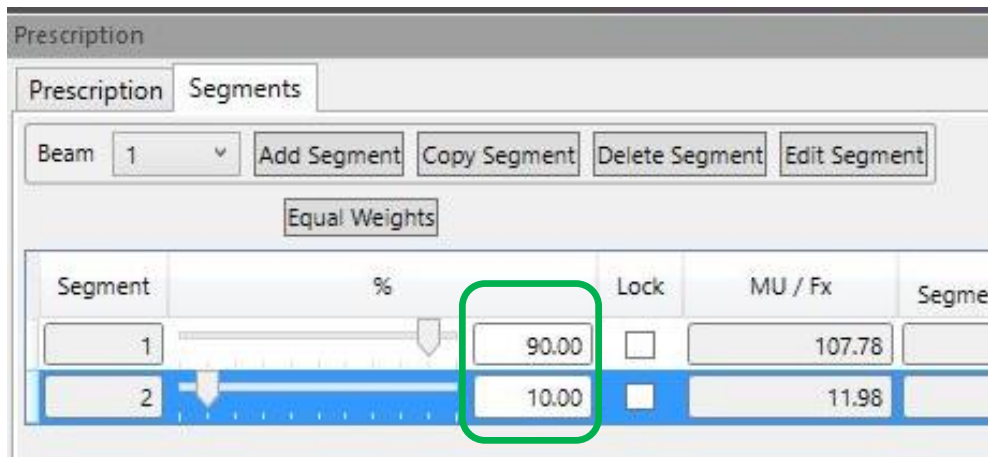 Prescription
Prescription Segments
Beam 1 Add Segment Copy Segment Delete Segment Edit Segment
Equal Weights
Segment % Lock MU / Fx Segme
1 90.00 107.78
2 10.00 11.98